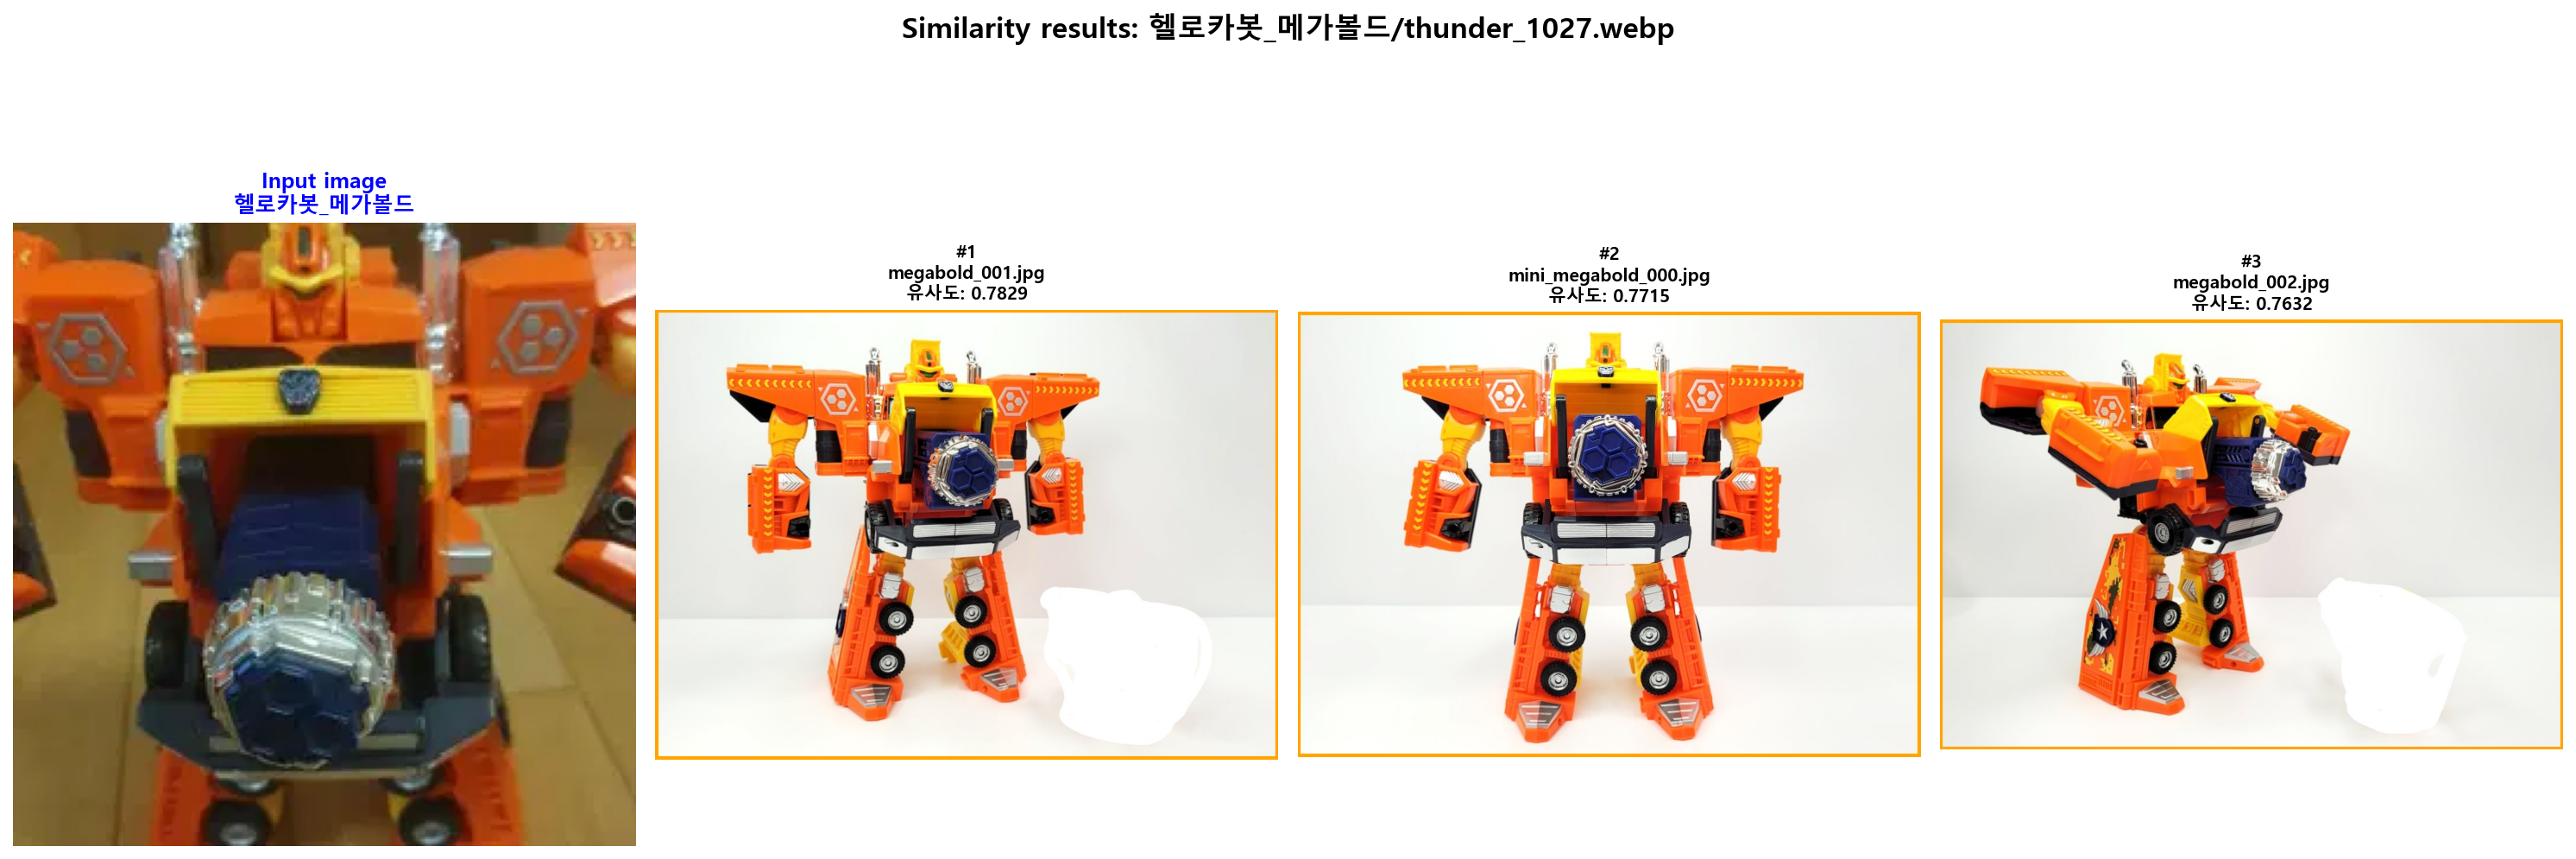 Similarity results: 헬로카봇_메가볼드/thunder_1027.webp
Input image
헬로카봇_메가볼드
#1
megabold_001.jpg
유사도: 0.7829
#2
mini_megabold_000.jpg
유사도: 0.7715
#3
megabold_002.jpg
유사도: 0.7632